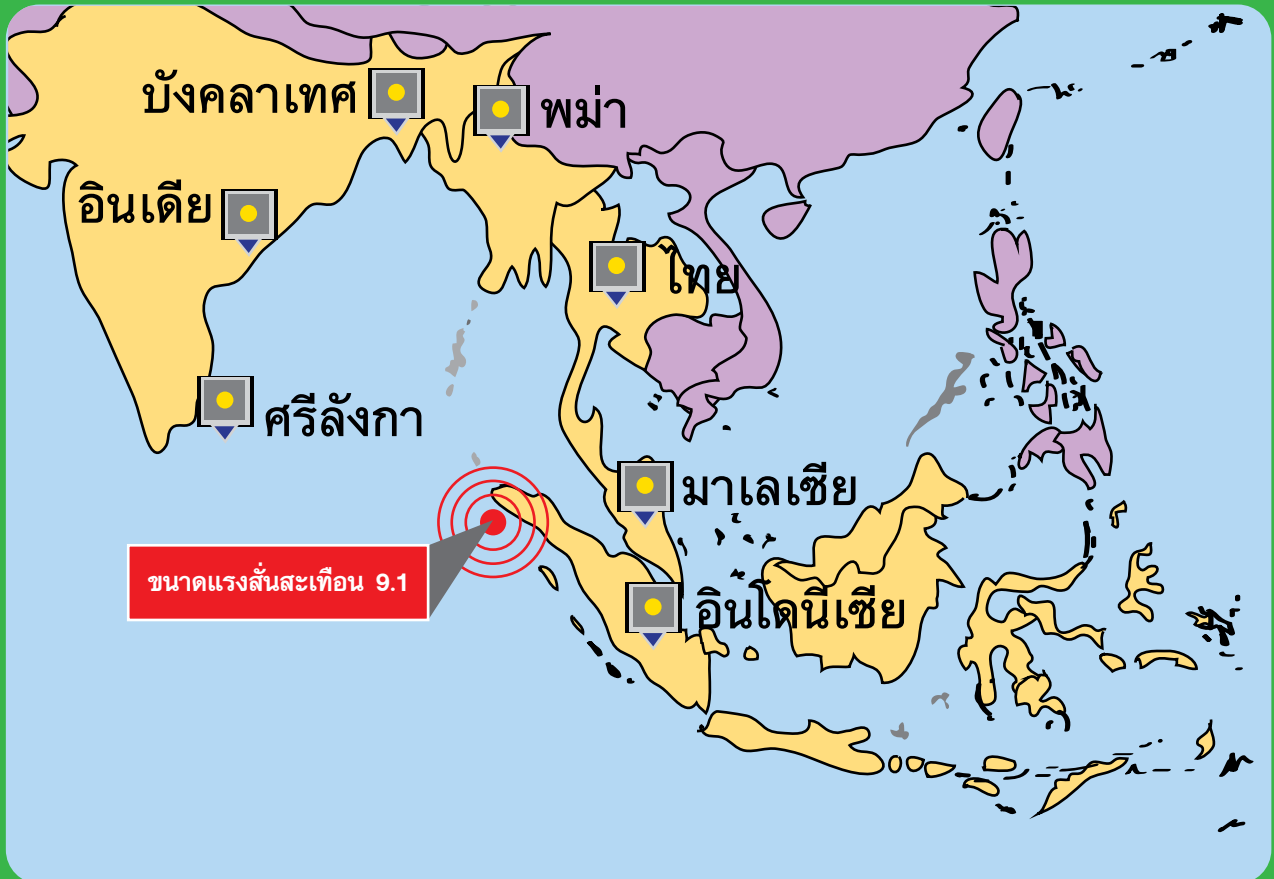 บังคลาเทศ
พม่า
อินเดีย
ไทย
ศรีลังกา
มาเลเซีย
ขนาดแรงสั่นสะเทือน 9.1
อินโดนีเซีย